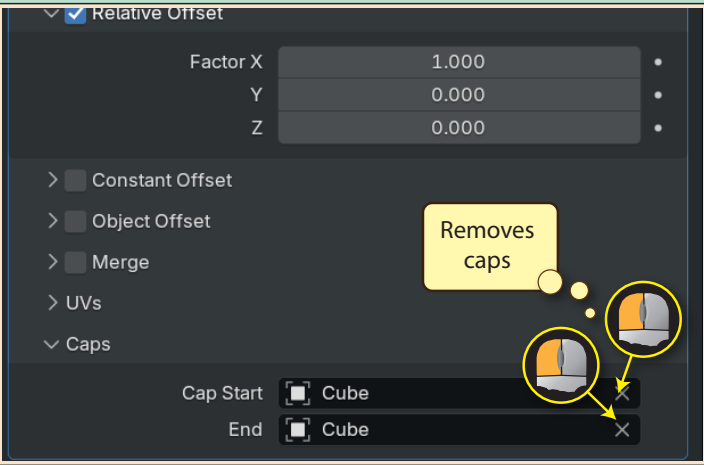 Relative Offset
Factor X 1.000
Y 0.000
Z 0.000
Constant Offset
Object Offset
Removes
caps
Merge
UVs
Caps
Cap Start Cube
End Cube